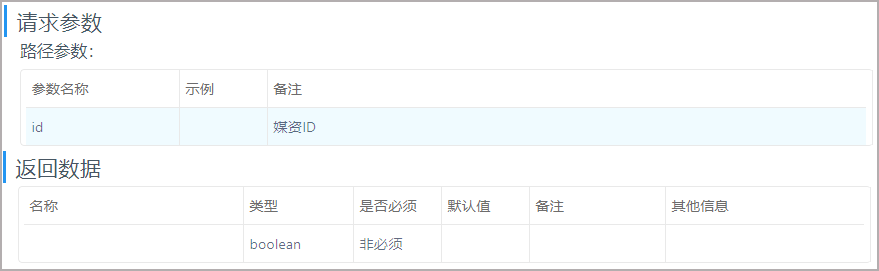 请求参数
路径参数：
参数名称 示例 备注
id 媒资ID
返回数据
名称 类型 是否必须 默认值 备注 其他信息
boolean 非必须